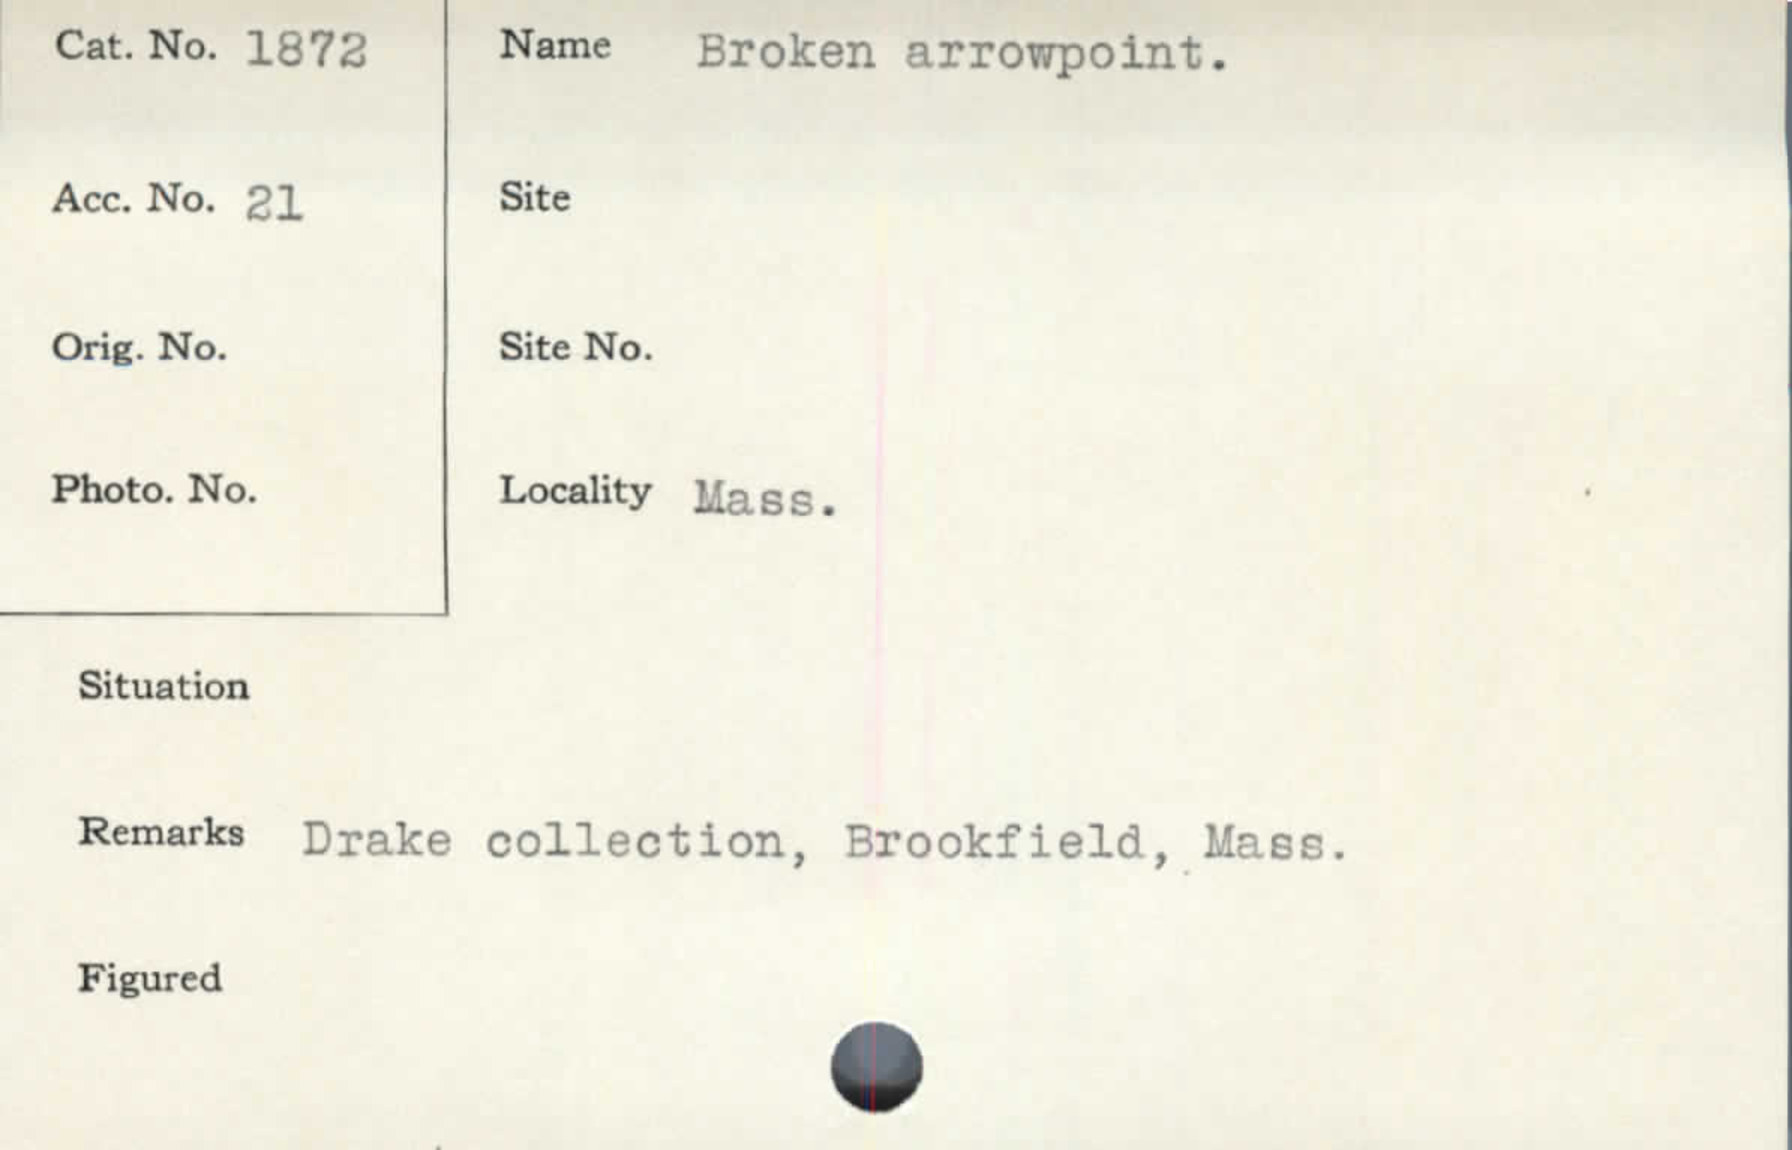 Cat. No. 1872
Name Broken arrowpoint.
Acc. No. 21
Site
Orig. No.
Site No.
Photo. No.
Locality Mass.
Situation
Remarks Drake collection, Brookfield, Mass.
Figured